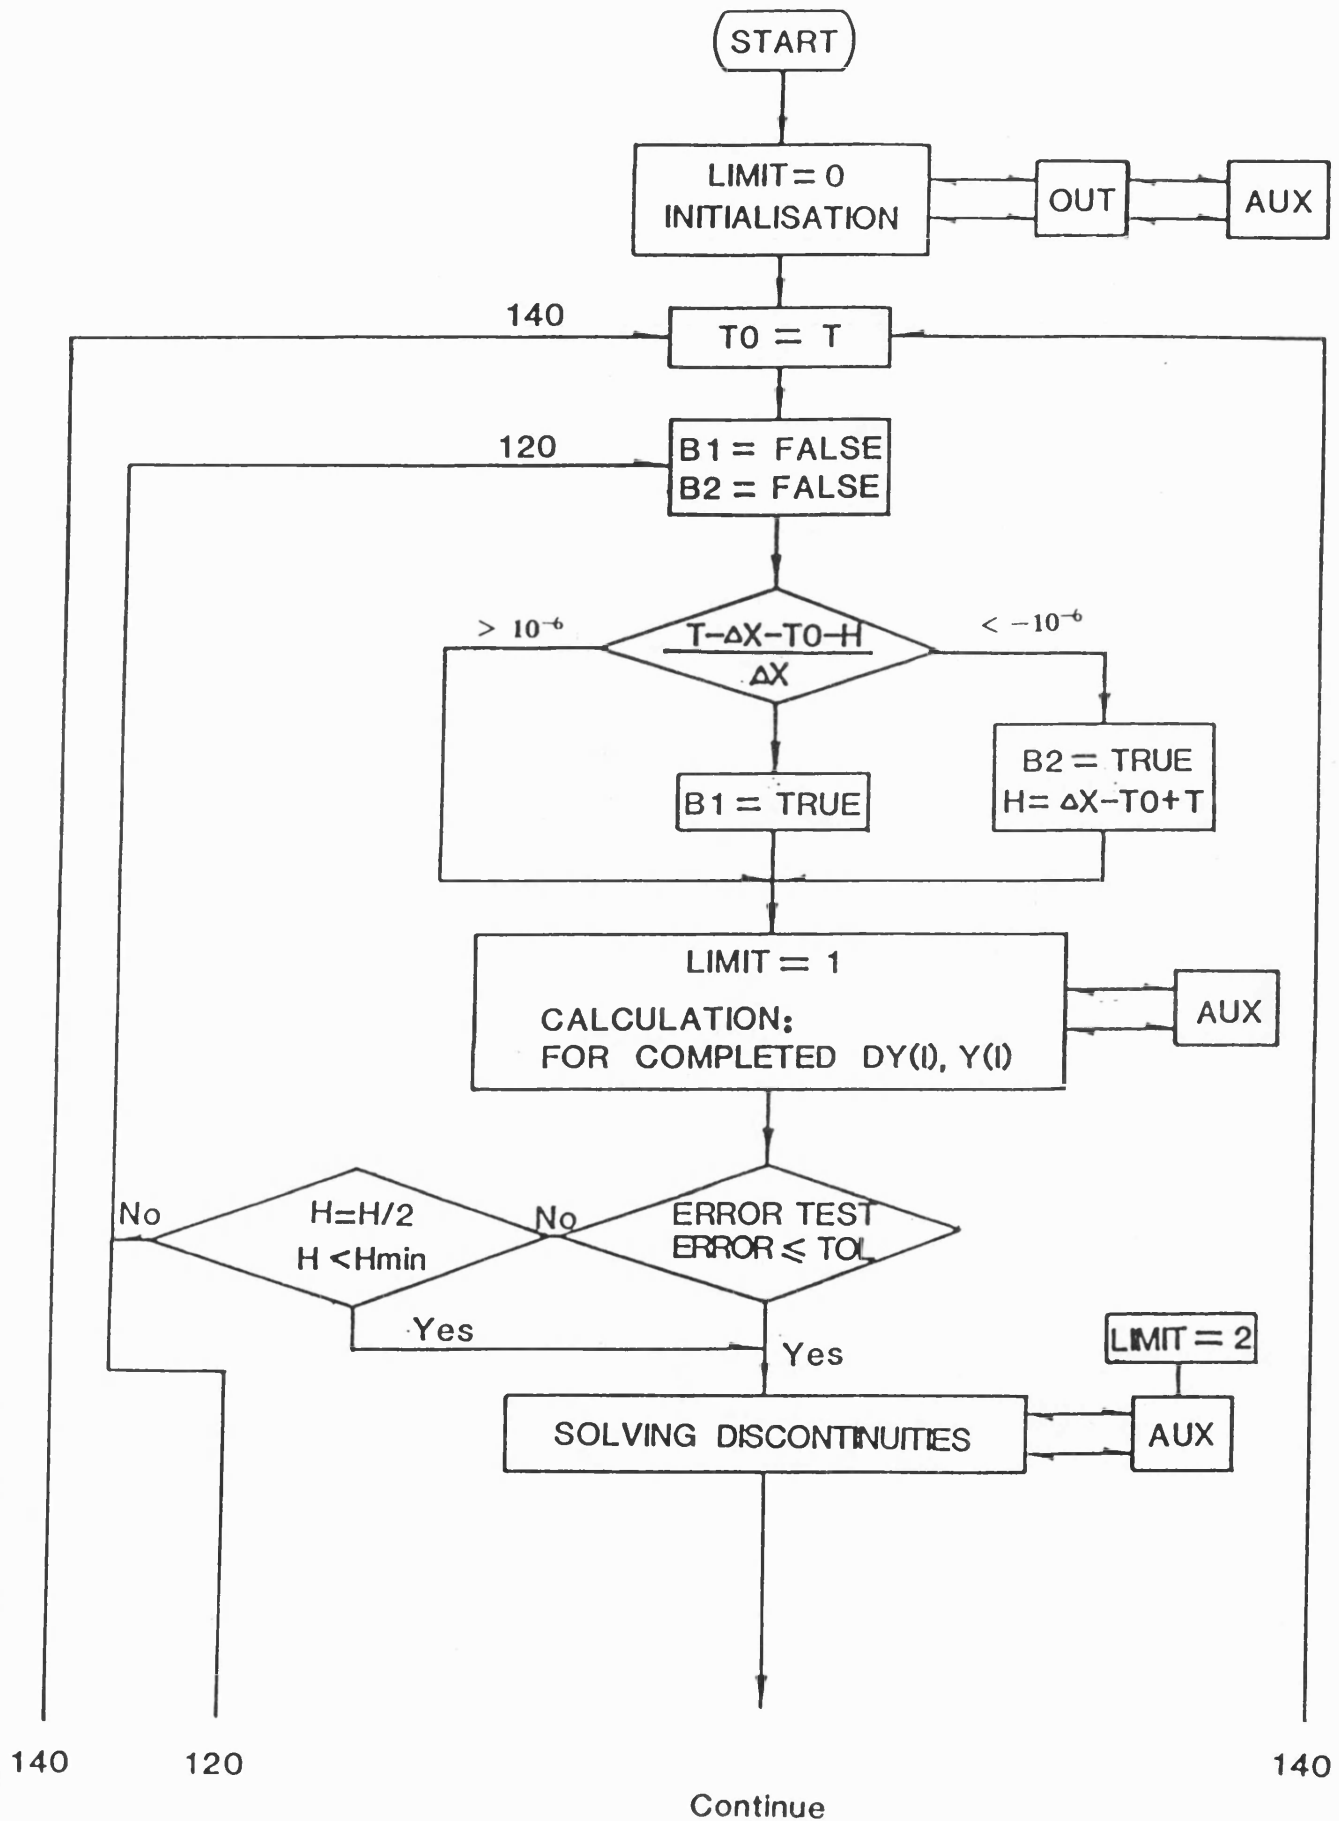 START
LIMIT = 0
INITIALISATION
OUT
AUX
140
T0 = T
120
B1 = FALSE
B2 = FALSE
> 10⁻⁶
T-ΔX-T0-H
ΔX
< -10⁻⁶
B1 = TRUE
B2 = TRUE
H= ΔX-T0+T
LIMIT = 1
CALCULATION:
FOR COMPLETED DY(I), Y(I)
AUX
No
H=H/2
H <Hmin
No
ERROR TEST
ERROR ≤ TOL
Yes
Yes
LIMIT = 2
SOLVING DISCONTINUITIES
AUX
140
120
140
Continue